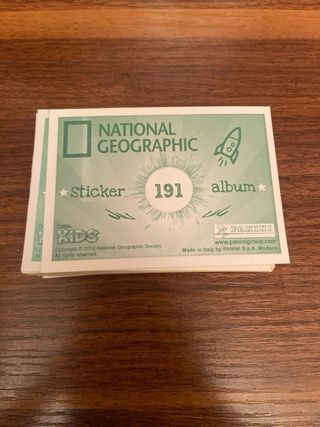 NATIONAL
GEOGRAPHIC
Sticker 191 album
KIDS
PANINI
www.paninigroup.com
Copyright © 2012 National Geographic Society
All rights reserved.
Made in Italy by PANINI S.p.A. Modena